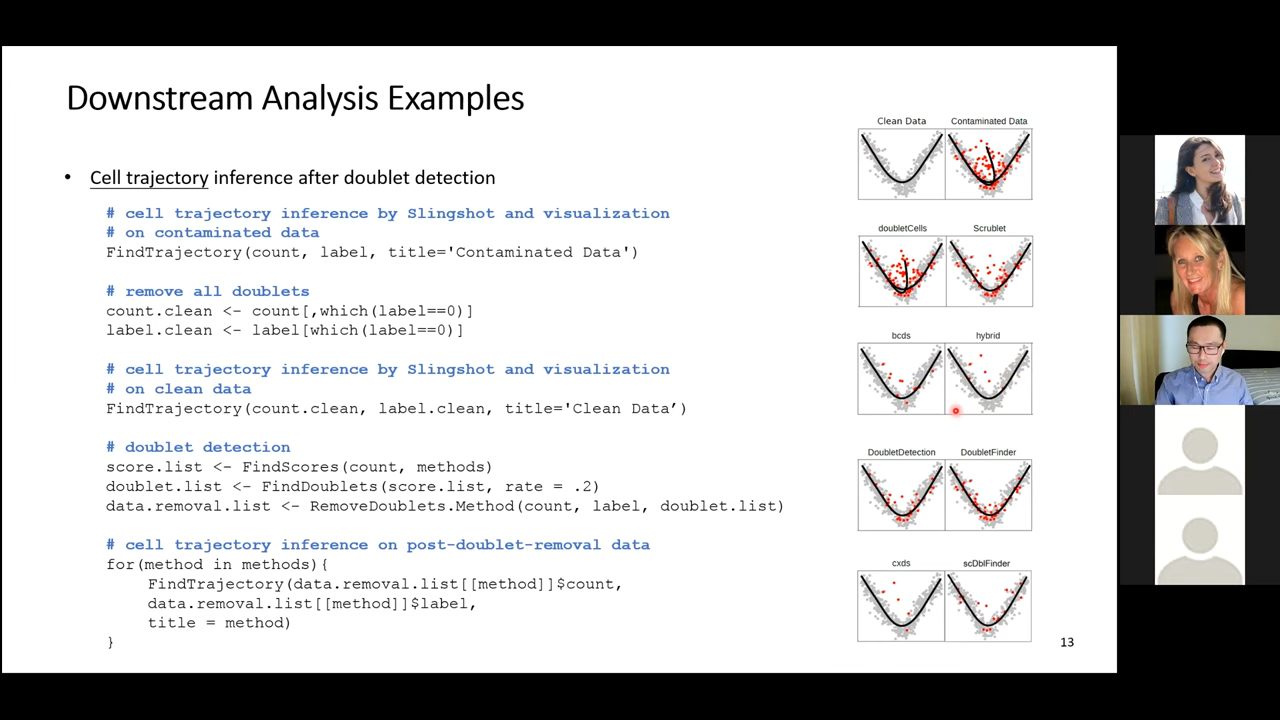 Downstream Analysis Examples
• Cell trajectory inference after doublet detection
# cell trajectory inference by Slingshot and visualization
# on contaminated data
FindTrajectory(count, label, title='Contaminated Data')
# remove all doublets
count.clean <- count[,which(label==0)]
label.clean <- label[which(label==0)]
# cell trajectory inference by Slingshot and visualization
# on clean data
FindTrajectory(count.clean, label.clean, title='Clean Data’)
# doublet detection
score.list <- FindScores(count, methods)
doublet.list <- FindDoublets(score.list, rate = .2)
data.removal.list <- RemoveDoublets.Method(count, label, doublet.list)
# cell trajectory inference on post-doublet-removal data
for(method in methods){
FindTrajectory(data.removal.list[[method]]$count,
data.removal.list[[method]]$label,
title = method)
}
Clean Data Contaminated Data
doubletCells Scrublet
bcds hybrid
DoubletDetection DoubletFinder
cxds scDblFinder
13